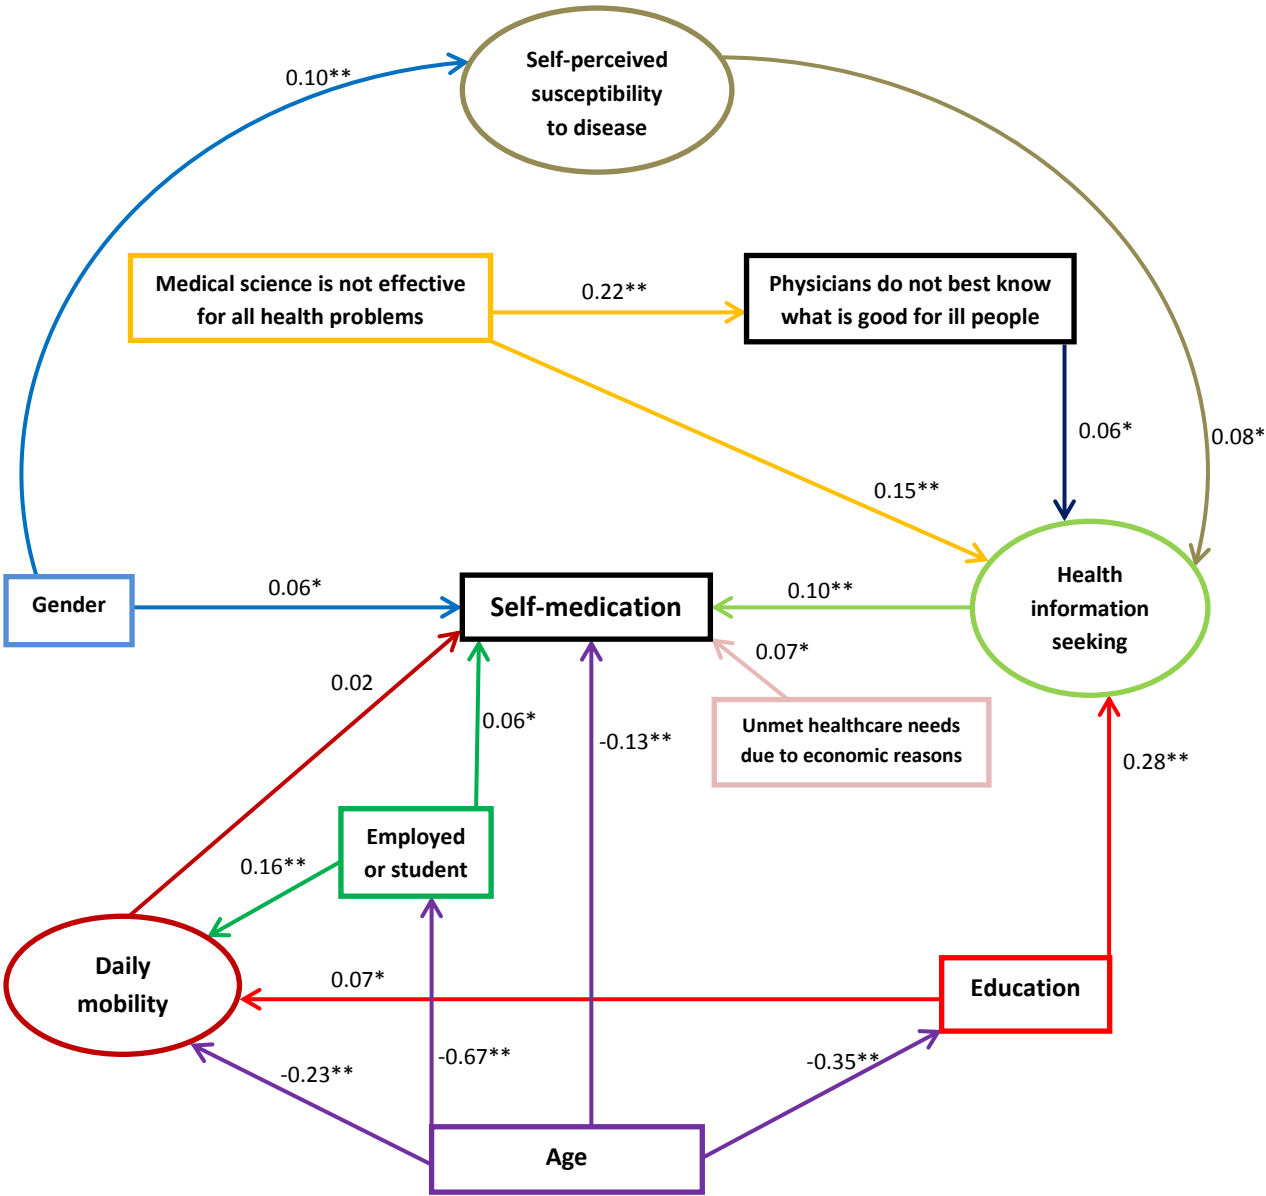 Self-perceived
susceptibility
to disease
0.10**
Medical science is not effective
for all health problems
0.22**
Physicians do not best know
what is good for ill people
0.06*
0.08*
0.15**
Gender
0.06*
Self-medication
0.10**
Health
information
seeking
0.07*
0.02
0.06*
-0.13**
Unmet healthcare needs
due to economic reasons
0.28**
Employed
or student
0.16**
Daily
mobility
0.07*
Education
-0.23**
-0.67**
-0.35**
Age